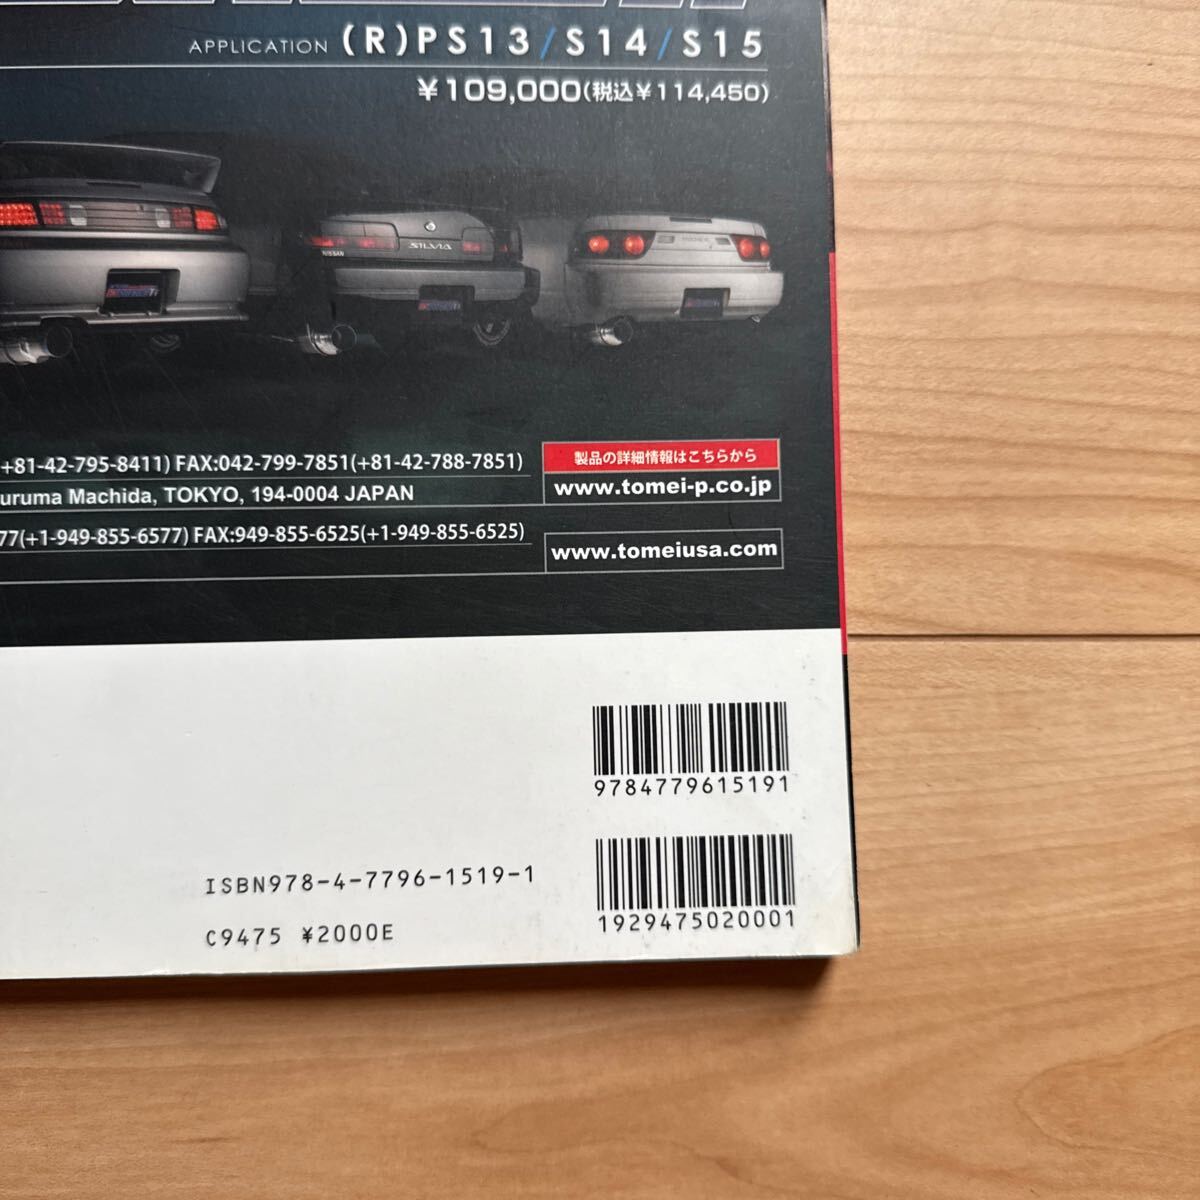 APPLICATION (R)PS13/S14/S15
¥109,000(税込¥114,450)
SILVIA
NISSAN
+81-42-795-8411) FAX:042-799-7851(+81-42-788-7851)
製品の詳細情報はこちらから
uruma Machida, TOKYO, 194-0004 JAPAN
www.tomei-p.co.jp
77(+1-949-855-6577) FAX:949-855-6525(+1-949-855-6525)
www.tomeiusa.com
9784779615191
ISBN978-4-7796-1519-1
1929475020001
C9475 ¥2000E